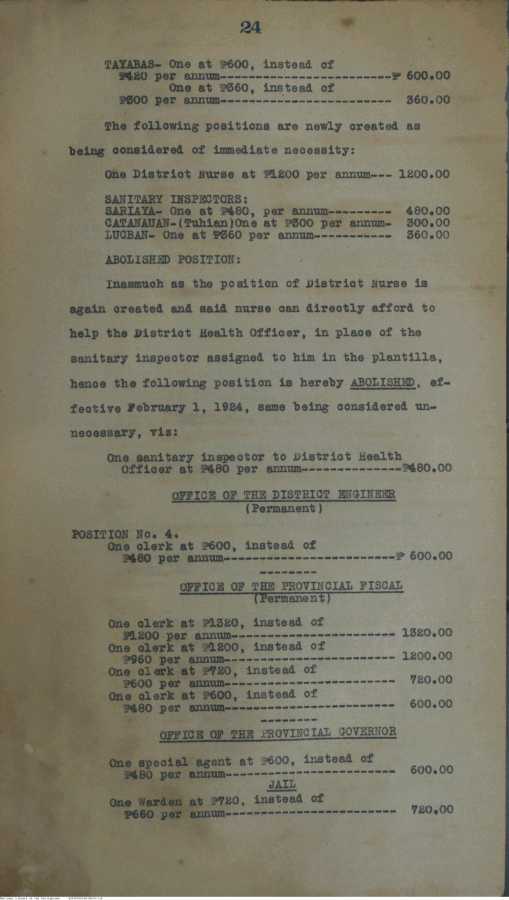 24
TAYABAS- One at ₱600, instead of
₱420 per annum------------------------₱ 600.00
One at ₱360, instead of
₱300 per annum------------------------ 360.00
The following positions are newly created as
being considered of immediate necessity:
One District Nurse at ₱1200 per annum--- 1200.00
SANITARY INSPECTORS:
SARIAYA- One at ₱480, per annum--------- 480.00
CATANAUAN-(Tuhian)One at ₱300 per annum- 300.00
LUCBAN- One at ₱360 per annum----------- 360.00
ABOLISHED POSITION:
Inasmuch as the position of District Nurse is
again created and said nurse can directly afford to
help the District Health Officer, in place of the
sanitary inspector assigned to him in the plantilla,
hence the following position is hereby ABOLISHED, ef-
fective February 1, 1924, same being considered un-
necessary, viz:
One sanitary inspector to District Health
Officer at ₱480 per annum--------------₱480.00
OFFICE OF THE DISTRICT ENGINEER
(Permanent)
POSITION No. 4.
One clerk at ₱600, instead of
₱480 per annum------------------------₱ 600.00
--------
OFFICE OF THE PROVINCIAL FISCAL
(Permanent)
One clerk at ₱1320, instead of
₱1200 per annum----------------------- 1320.00
One clerk at ₱1200, instead of
₱960 per annum------------------------ 1200.00
One clerk at ₱720, instead of
₱600 per annum------------------------ 720.00
One clerk at ₱600, instead of
₱480 per annum------------------------ 600.00
--------
OFFICE OF THE PROVINCIAL GOVERNOR
One special agent at ₱600, instead of
₱480 per annum------------------------ 600.00
JAIL
One Warden at ₱720, instead of
₱660 per annum------------------------ 720.00